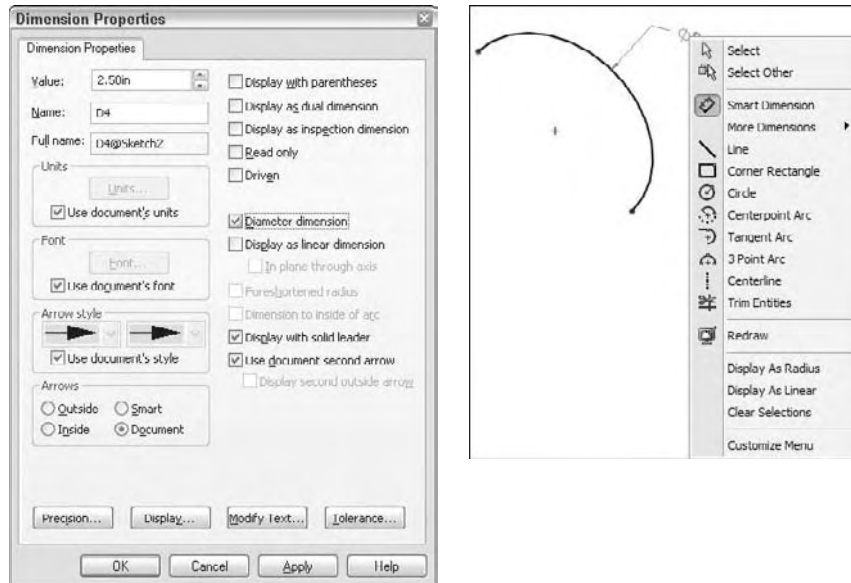 Dimension Properties
Dimension Properties
Value: 2.50in
Name: D4
Full name: D4@Sketch2
Units
Units...
Use document's units
Font
Font...
Use document's font
Arrow style
Use document's style
Arrows
Outside Smart
Inside Document
Display with parentheses
Display as dual dimension
Display as inspection dimension
Read only
Driven
Diameter dimension
Display as linear dimension
In plane through axis
Foreshortened radius
Dimension to inside of arc
Display with solid leader
Use document second arrow
Display second outside arrow
Precision... Display... Modify Text... Tolerance...
OK Cancel Apply Help
Select
Select Other
Smart Dimension
More Dimensions
Line
Corner Rectangle
Circle
Centerpoint Arc
Tangent Arc
3 Point Arc
Centerline
Trim Entities
Redraw
Display As Radius
Display As Linear
Clear Selections
Customize Menu